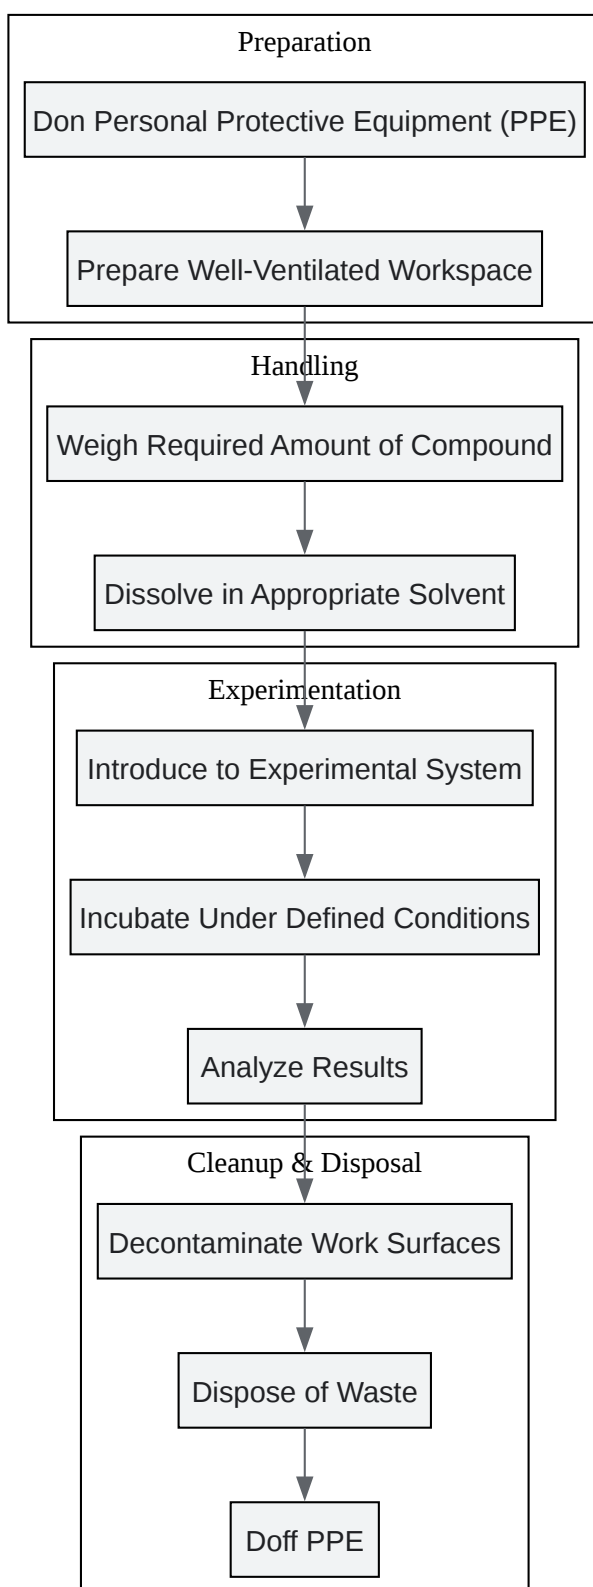 Preparation
Don Personal Protective Equipment (PPE)
Prepare Well-Ventilated Workspace
Handling
Weigh Required Amount of Compound
Dissolve in Appropriate Solvent
Experimentation
Introduce to Experimental System
Incubate Under Defined Conditions
Analyze Results
Cleanup & Disposal
Decontaminate Work Surfaces
Dispose of Waste
Doff PPE